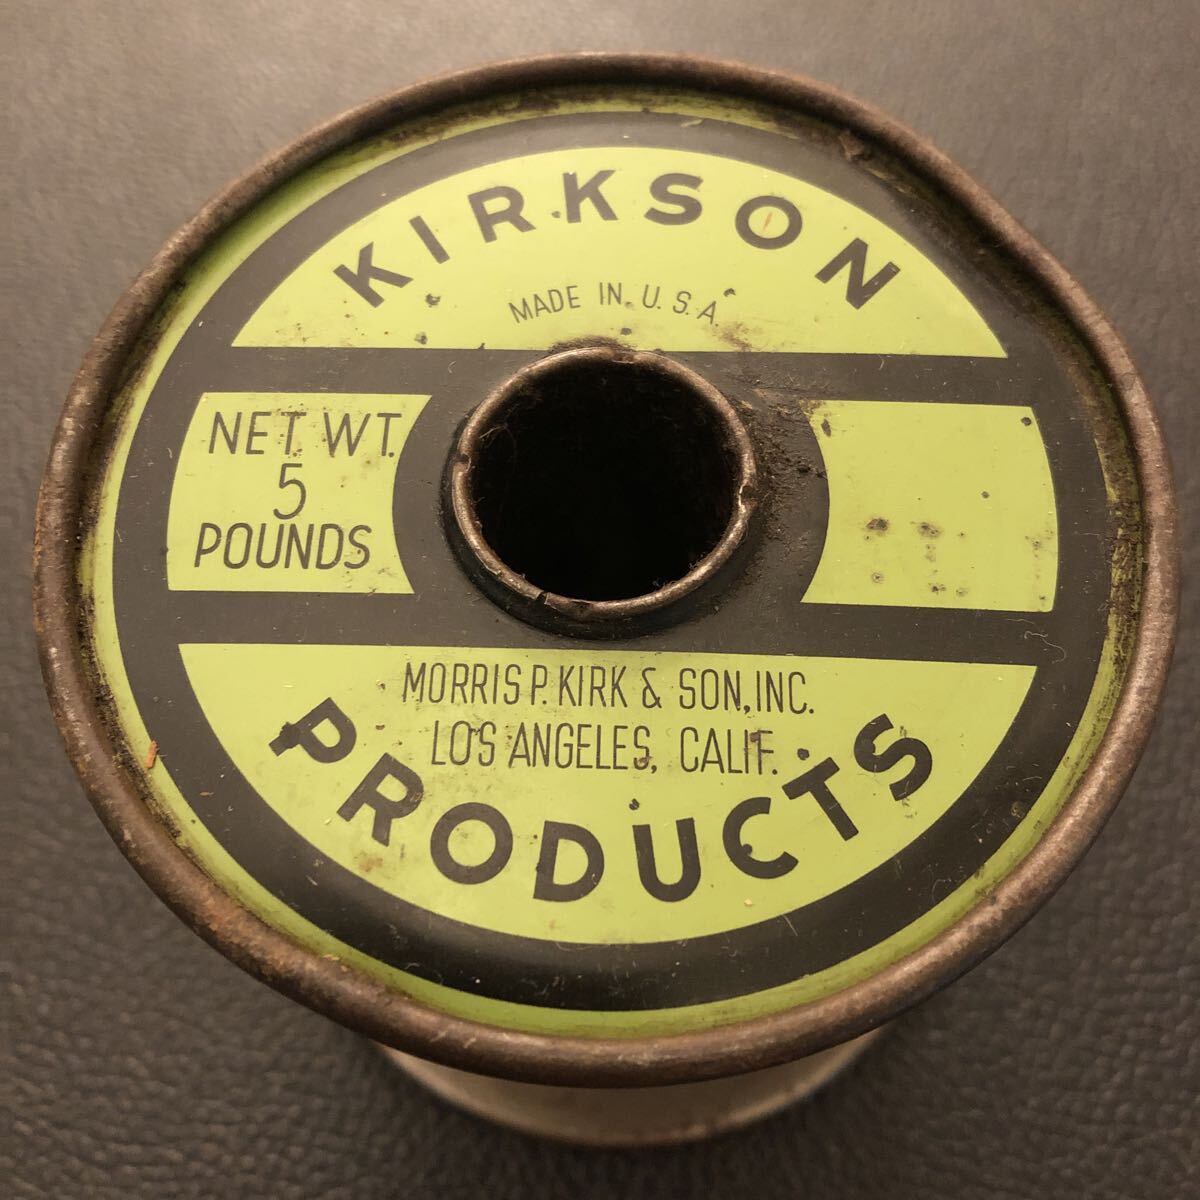 KIRKSON
MADE IN U.S.A.
NET. WT.
5
POUNDS
MORRIS P. KIRK & SON, INC.
LOS ANGELES, CALIF.
PRODUCTS